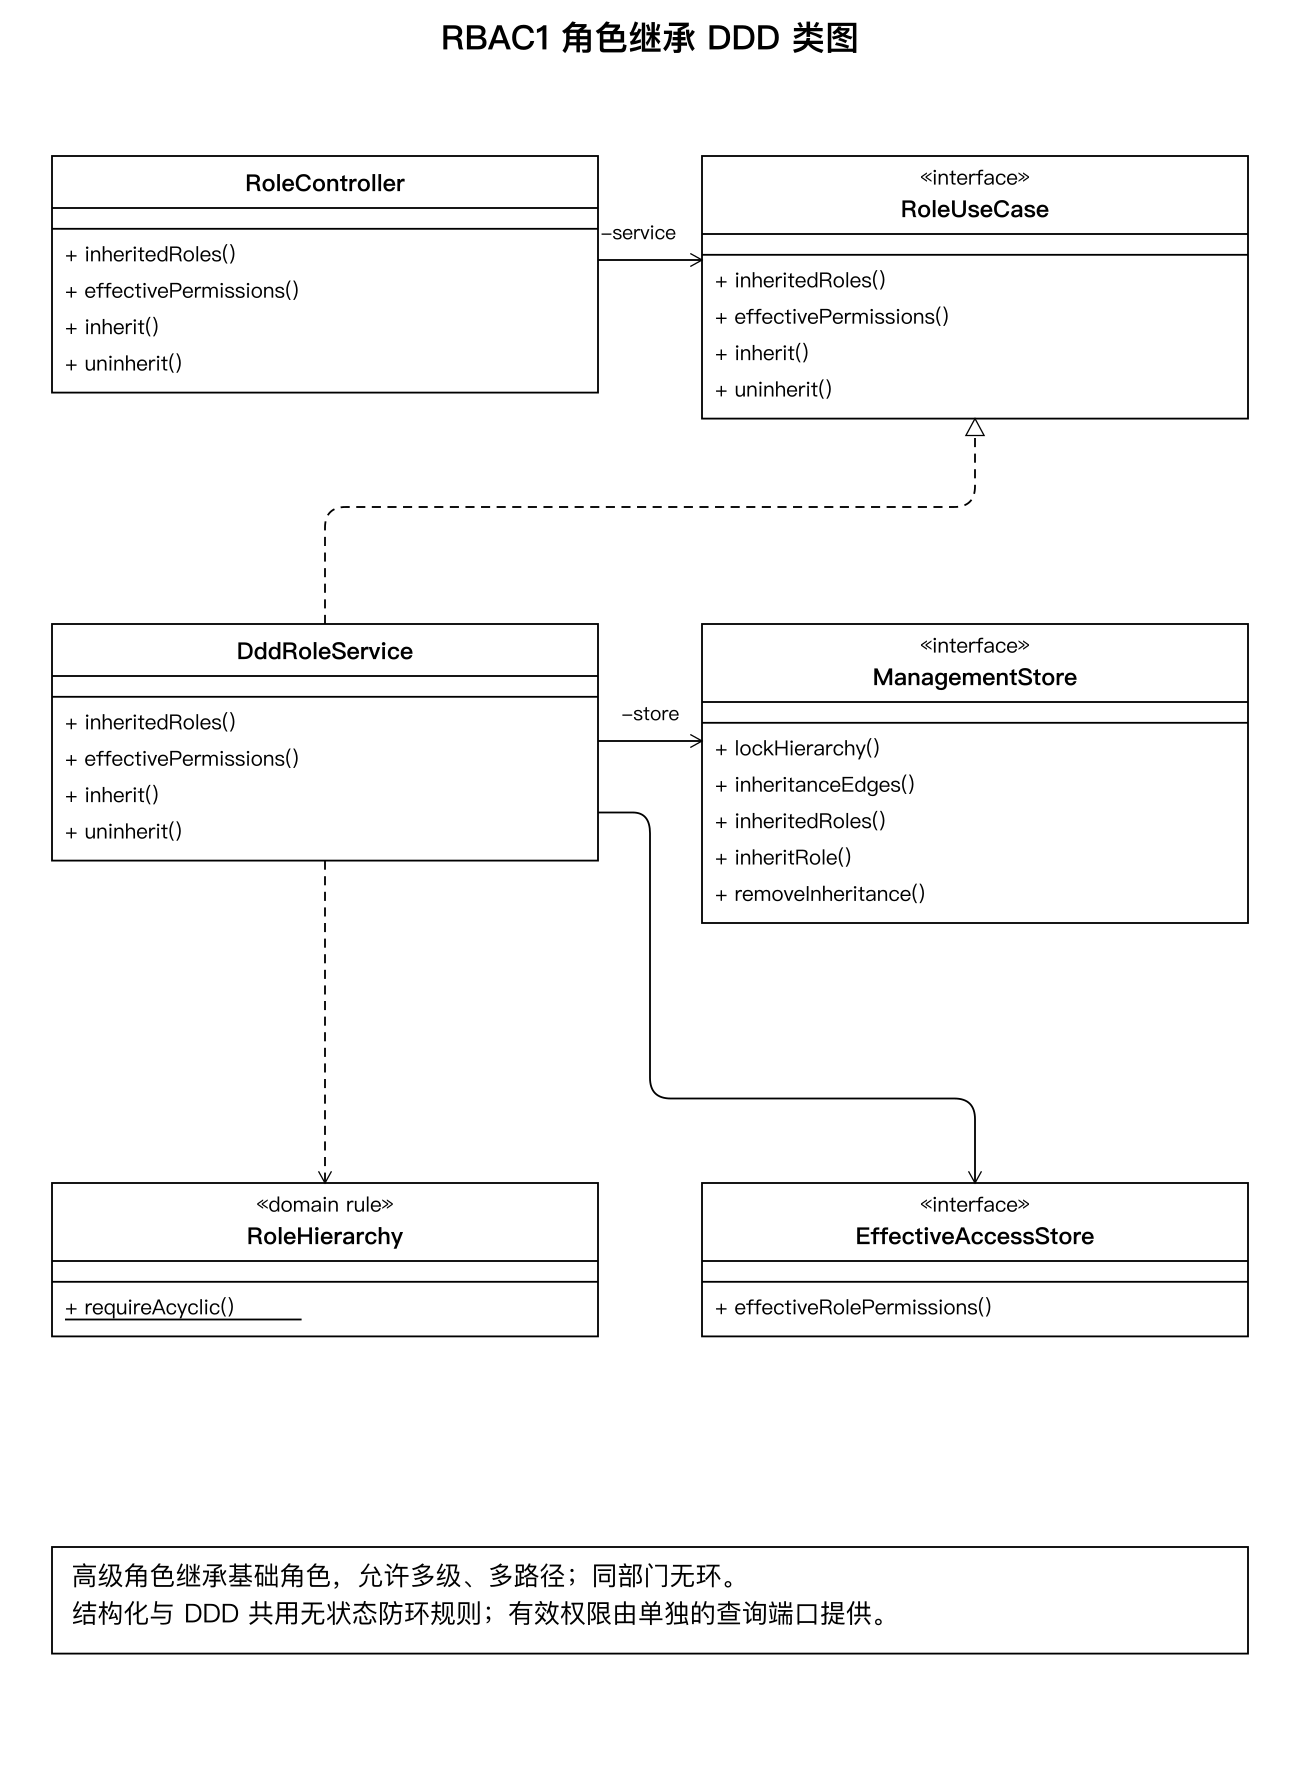 RBAC1 角色继承 DDD 类图
RoleController
+ inheritedRoles()
+ effectivePermissions()
+ inherit()
+ uninherit()
–service
«interface»
RoleUseCase
+ inheritedRoles()
+ effectivePermissions()
+ inherit()
+ uninherit()
DddRoleService
+ inheritedRoles()
+ effectivePermissions()
+ inherit()
+ uninherit()
–store
«interface»
ManagementStore
+ lockHierarchy()
+ inheritanceEdges()
+ inheritedRoles()
+ inheritRole()
+ removeInheritance()
«domain rule»
RoleHierarchy
+ requireAcyclic()
«interface»
EffectiveAccessStore
+ effectiveRolePermissions()
高级角色继承基础角色，允许多级、多路径；同部门无环。
结构化与 DDD 共用无状态防环规则；有效权限由单独的查询端口提供。